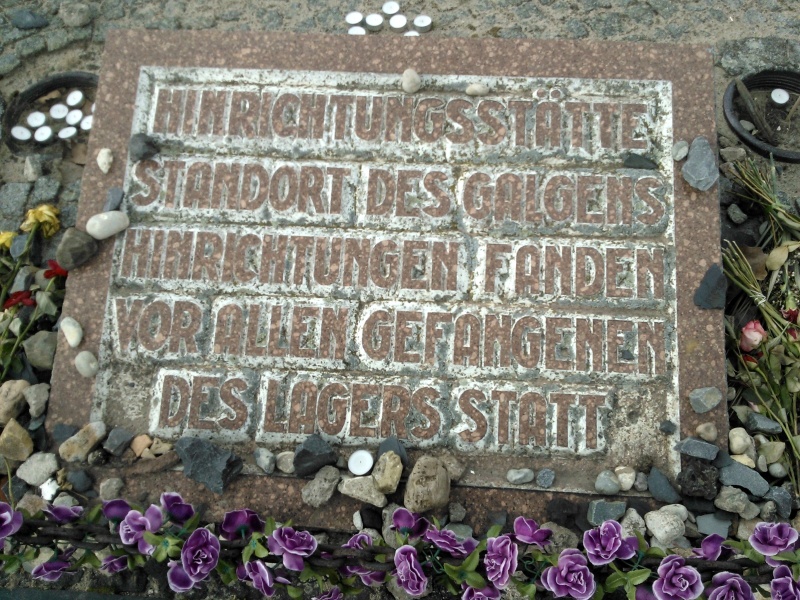 HINRICHTUNGSSTÄTTE
STANDORT DES GALGENS
HINRICHTUNGEN FANDEN
VOR ALLEN GEFANGENEN
DES LAGERS STATT